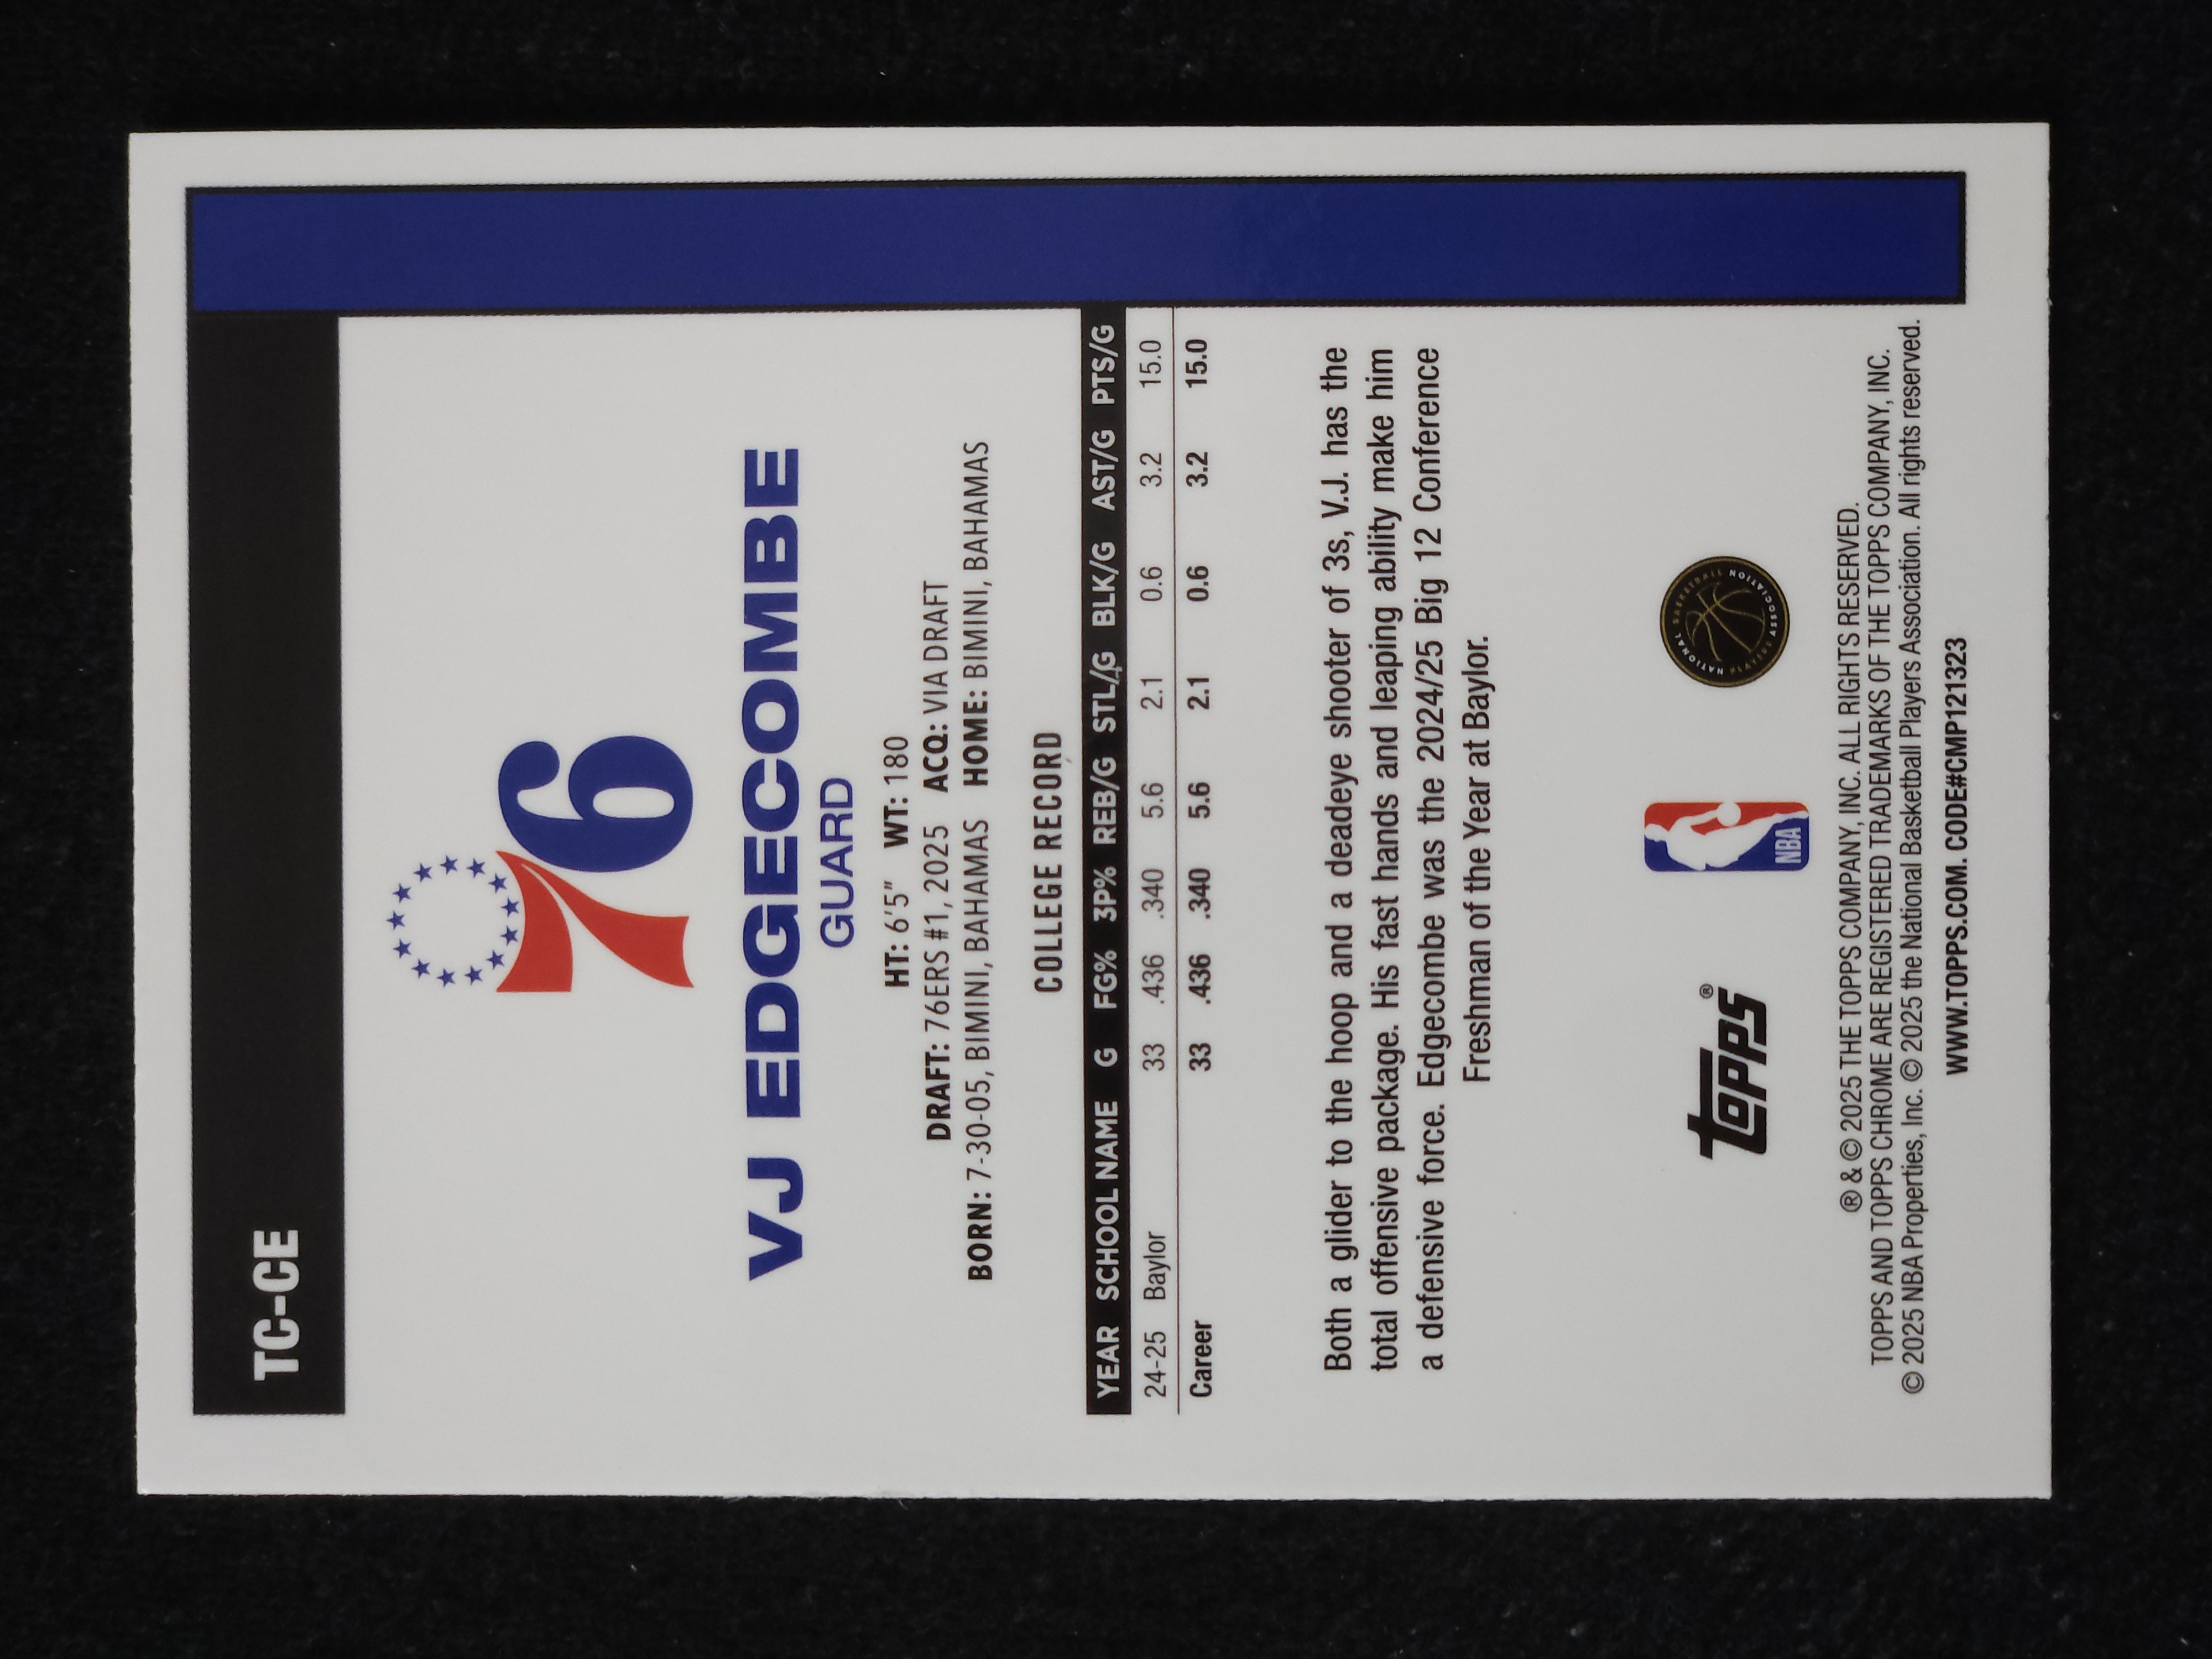 TC-CE
76
VJ EDGECOMBE
GUARD
HT: 6'5" WT: 180
DRAFT: 76ERS #1, 2025 ACQ: VIA DRAFT
BORN: 7-30-05, BIMINI, BAHAMAS HOME: BIMINI, BAHAMAS
COLLEGE RECORD
YEAR SCHOOL NAME G FG% 3P% REB/G STL/G BLK/G AST/G PTS/G
24-25 Baylor 33 .436 .340 5.6 2.1 0.6 3.2 15.0
Career 33 .436 .340 5.6 2.1 0.6 3.2 15.0
Both a glider to the hoop and a deadeye shooter of 3s, V.J. has the
total offensive package. His fast hands and leaping ability make him
a defensive force. Edgecombe was the 2024/25 Big 12 Conference
Freshman of the Year at Baylor.
topps®
NBA
NATIONAL BASKETBALL PLAYERS ASSOCIATION
® & © 2025 THE TOPPS COMPANY, INC. ALL RIGHTS RESERVED.
TOPPS AND TOPPS CHROME ARE REGISTERED TRADEMARKS OF THE TOPPS COMPANY, INC.
© 2025 NBA Properties, Inc. © 2025 the National Basketball Players Association. All rights reserved.
WWW.TOPPS.COM. CODE#CMP121323